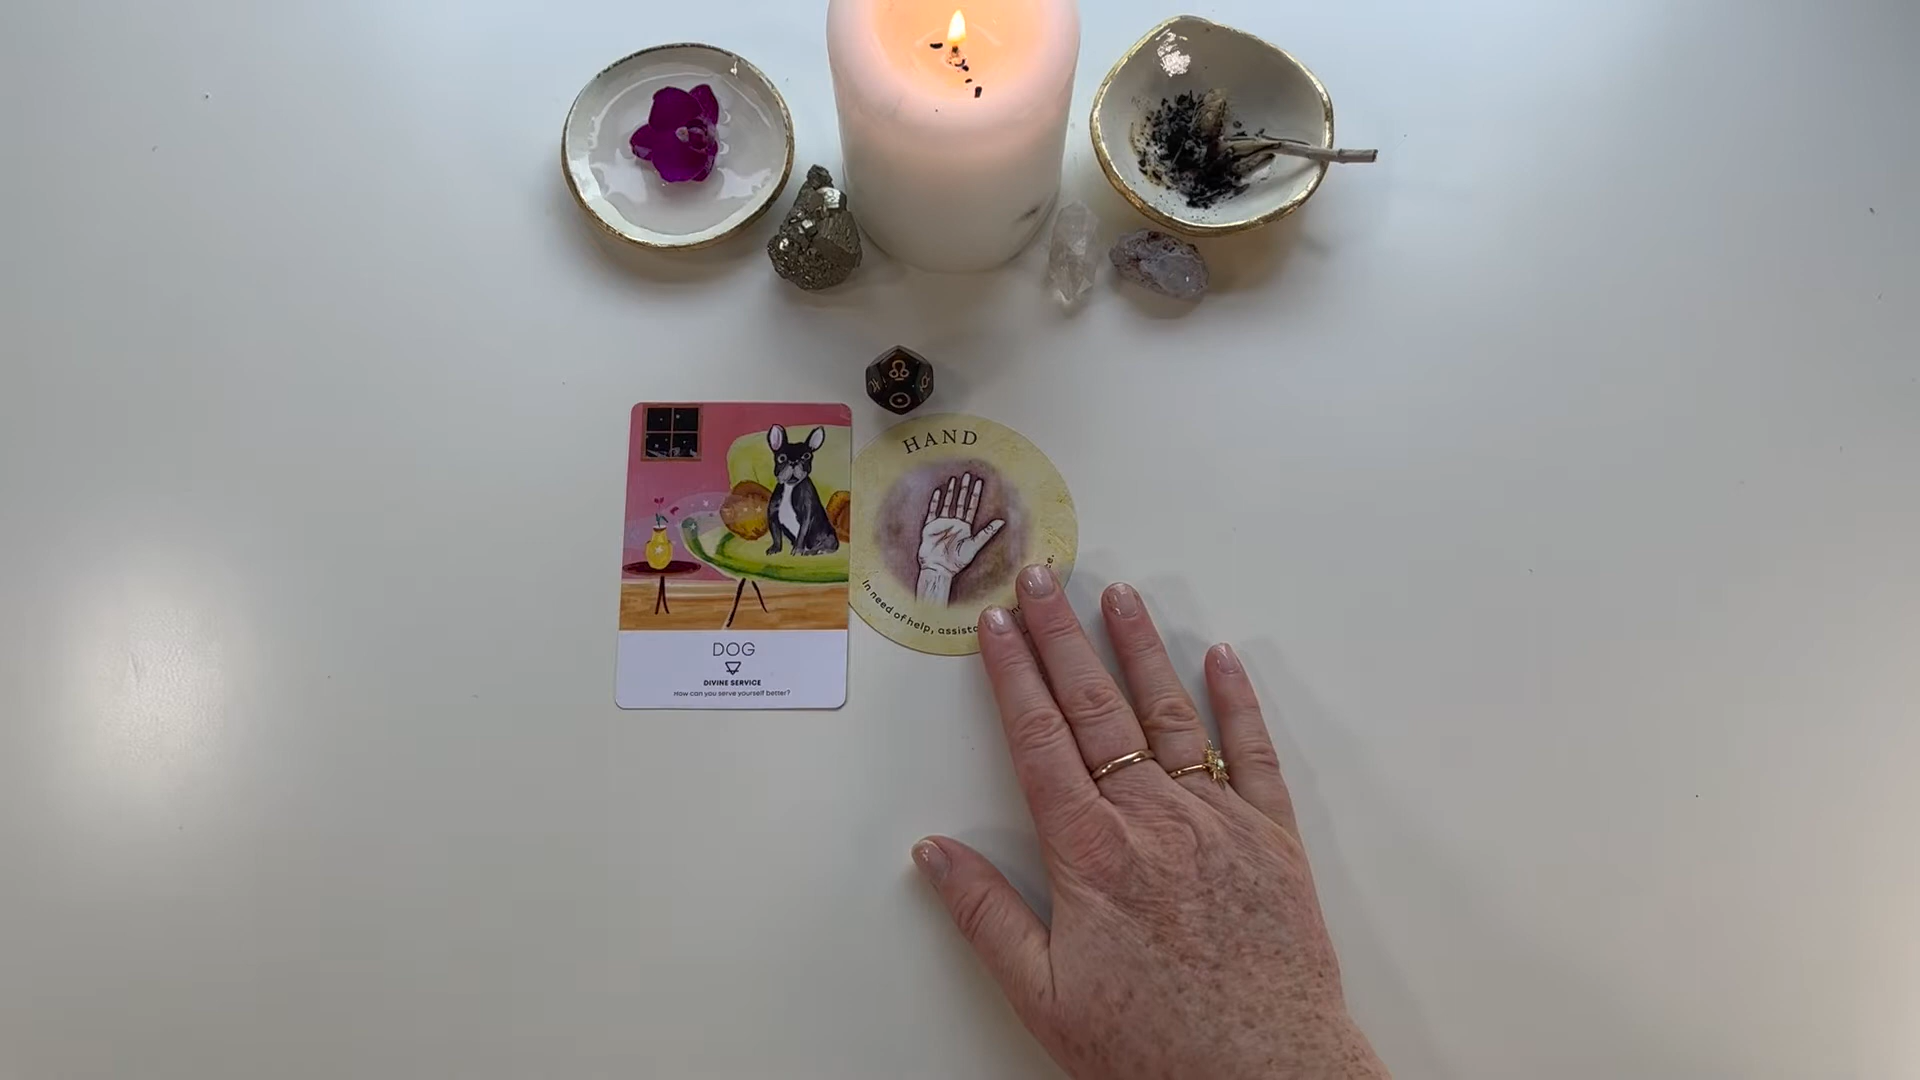 HAND
In need of help, assista
DOG
DIVINE SERVICE
How can you serve yourself better?